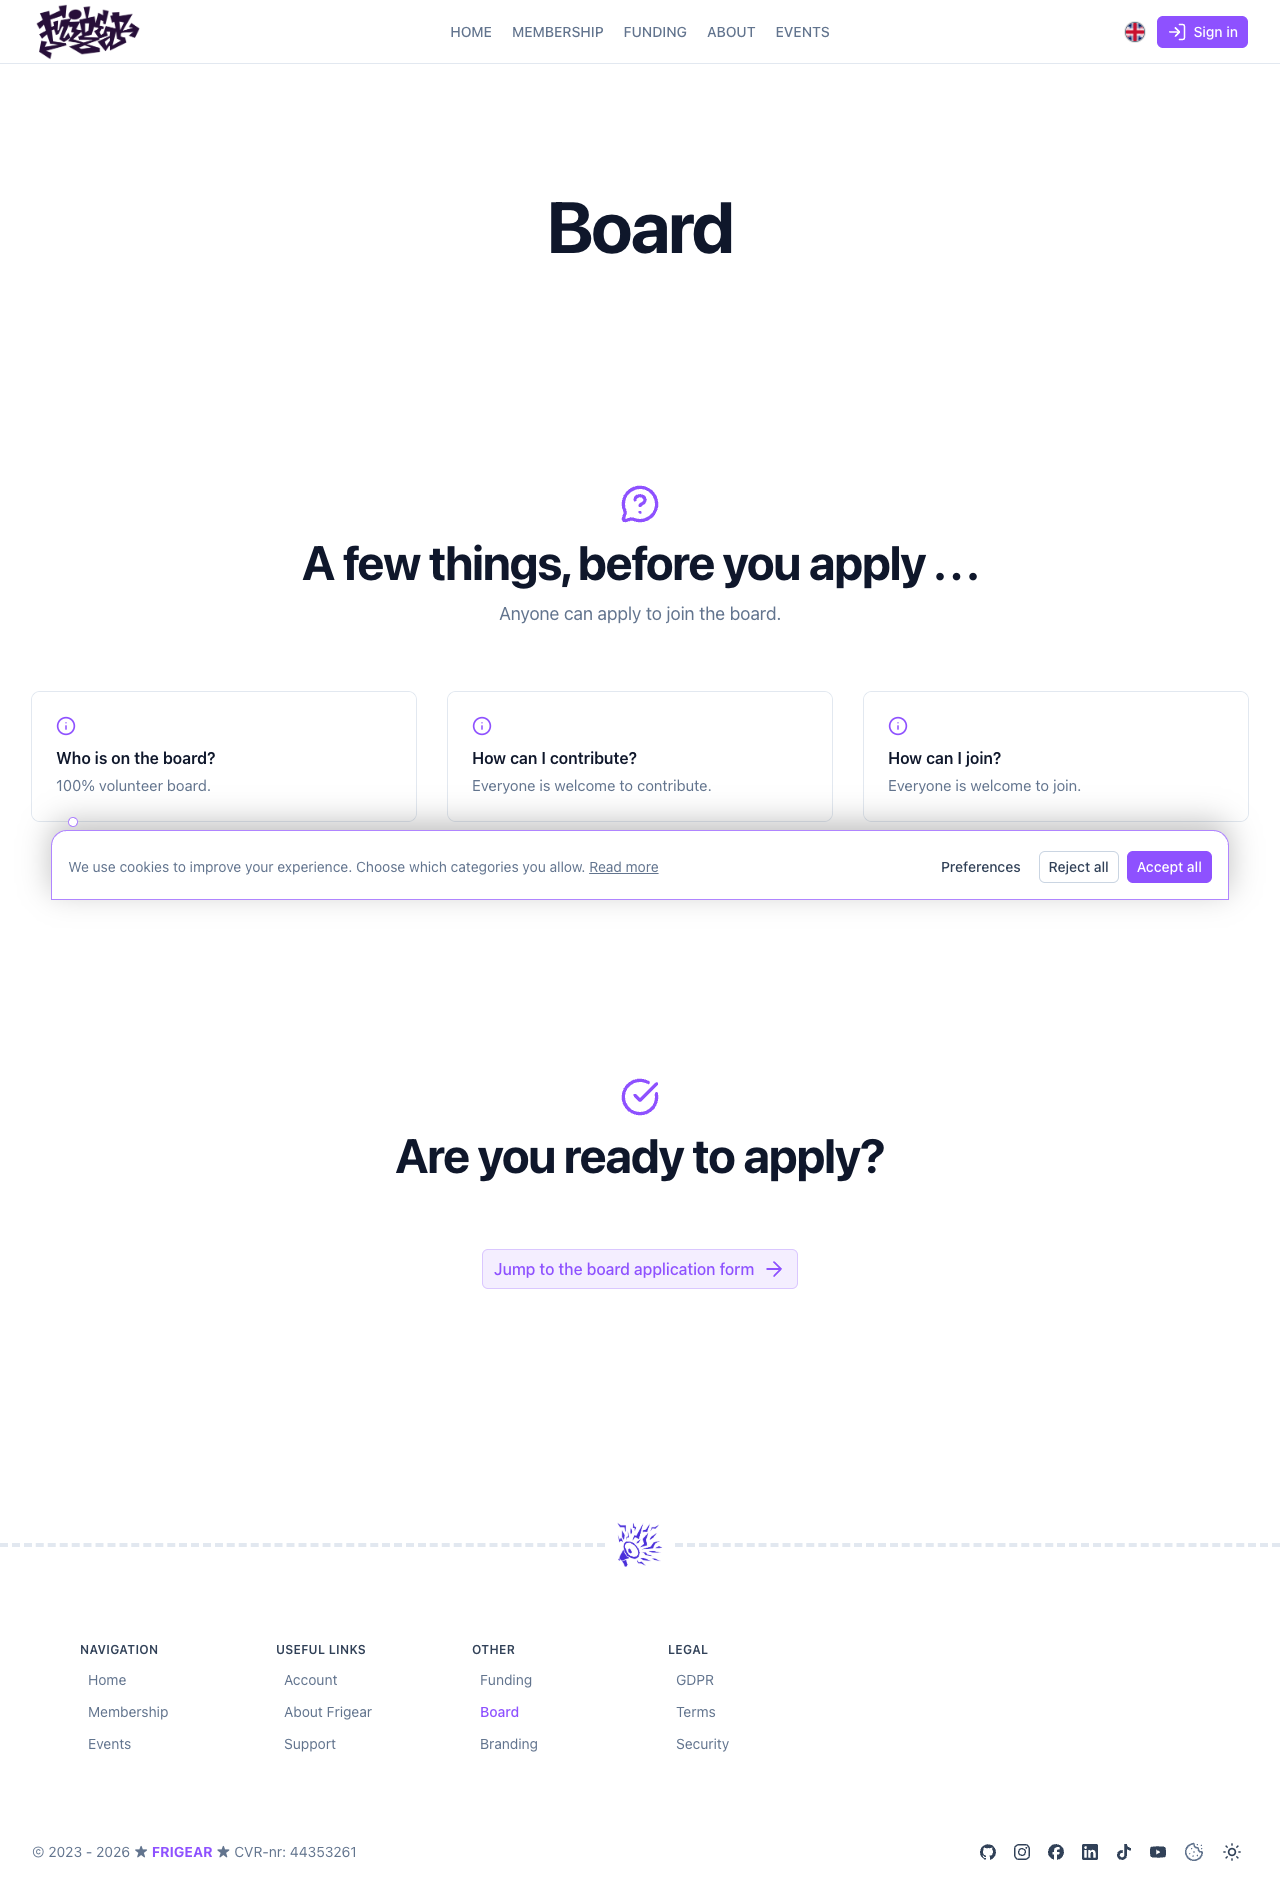 Frigear
HOME MEMBERSHIP FUNDING ABOUT EVENTS
Sign in
Board
A few things, before you apply ...
Anyone can apply to join the board.
Who is on the board?
100% volunteer board.
How can I contribute?
Everyone is welcome to contribute.
How can I join?
Everyone is welcome to join.
We use cookies to improve your experience. Choose which categories you allow. Read more
Preferences
Reject all
Accept all
Are you ready to apply?
Jump to the board application form
NAVIGATION
Home
Membership
Events
USEFUL LINKS
Account
About Frigear
Support
OTHER
Funding
Board
Branding
LEGAL
GDPR
Terms
Security
© 2023 - 2026 ★ FRIGEAR ★ CVR-nr: 44353261